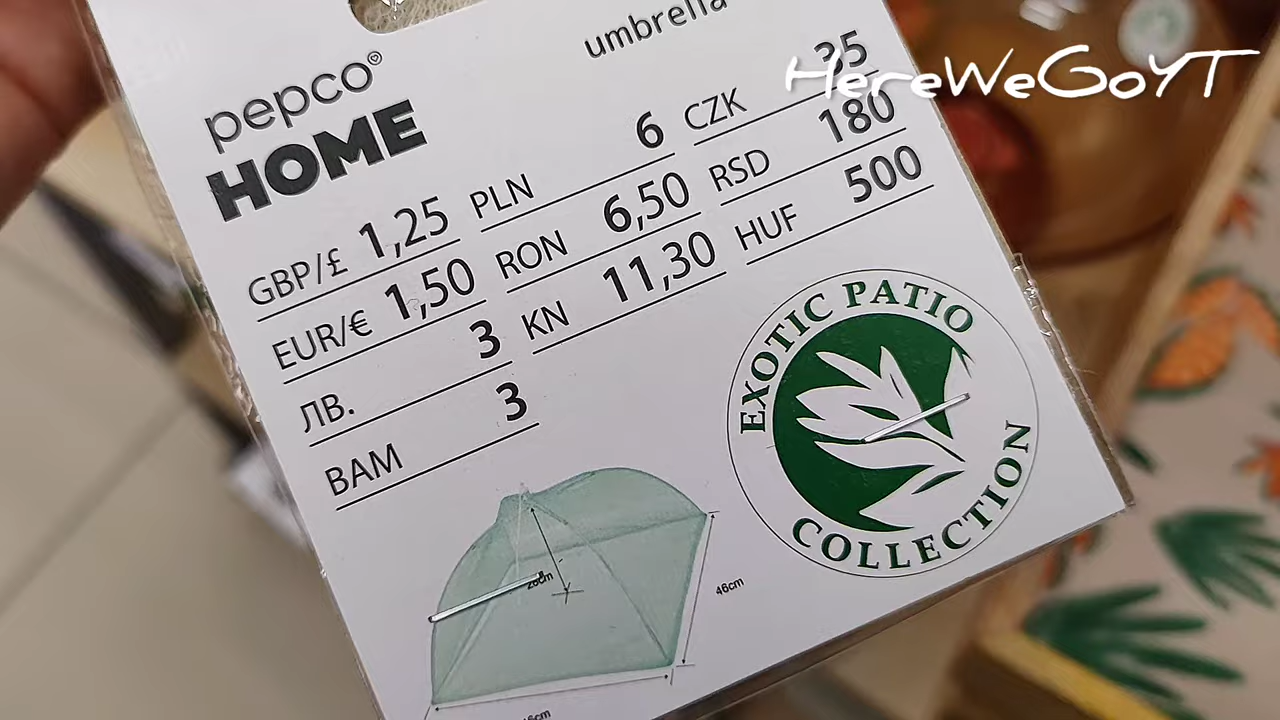 umbrella
HereWeGoYT
pepco
HOME
GBP/£ 1,25 PLN 6 CZK 35
EUR/€ 1,50 RON 6,50 RSD 180
ЛВ. 3 KN 11,30 HUF 500
BAM 3
EXOTIC PATIO
COLLECTION
46cm